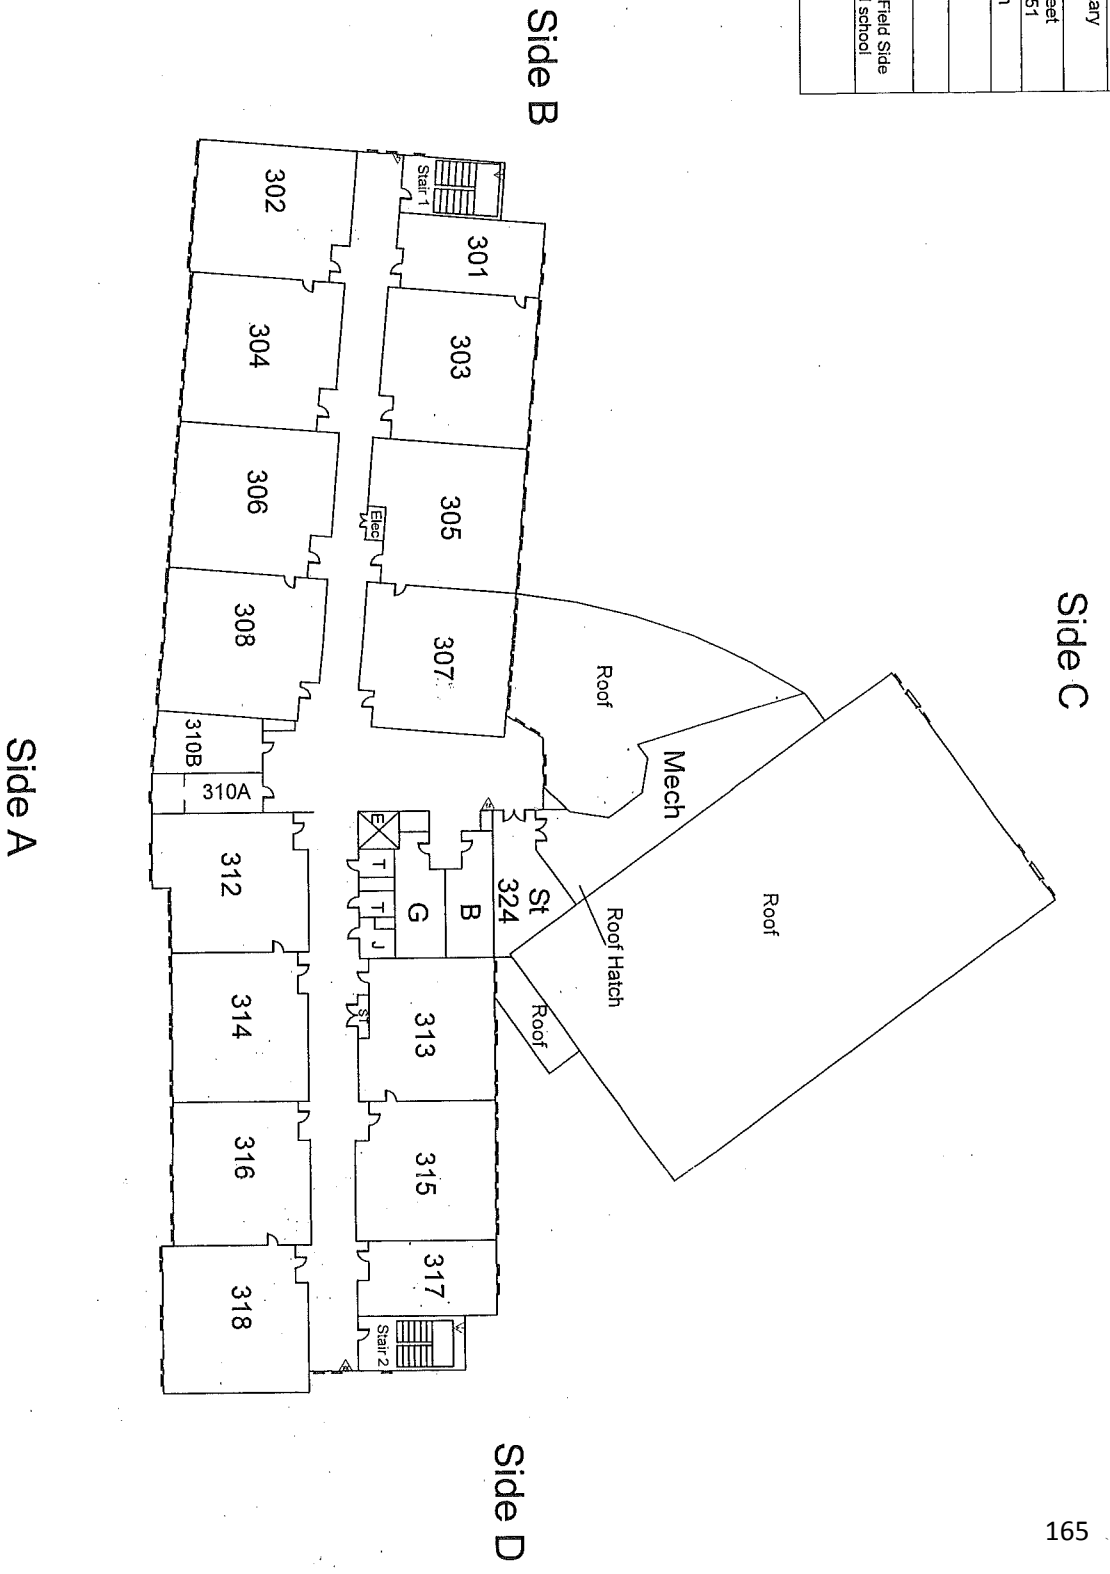 ary
eet
51
n
Field Side
l school
Side B
Side C
Side A
Side D
Stair 1
302
301
304
303
306
305
Elec
308
307
310B
310A
312
E
T
T
J
G
B
St
324
Mech
Roof
Roof
Roof Hatch
Roof
314
313
ST
316
315
318
317
Stair 2
165